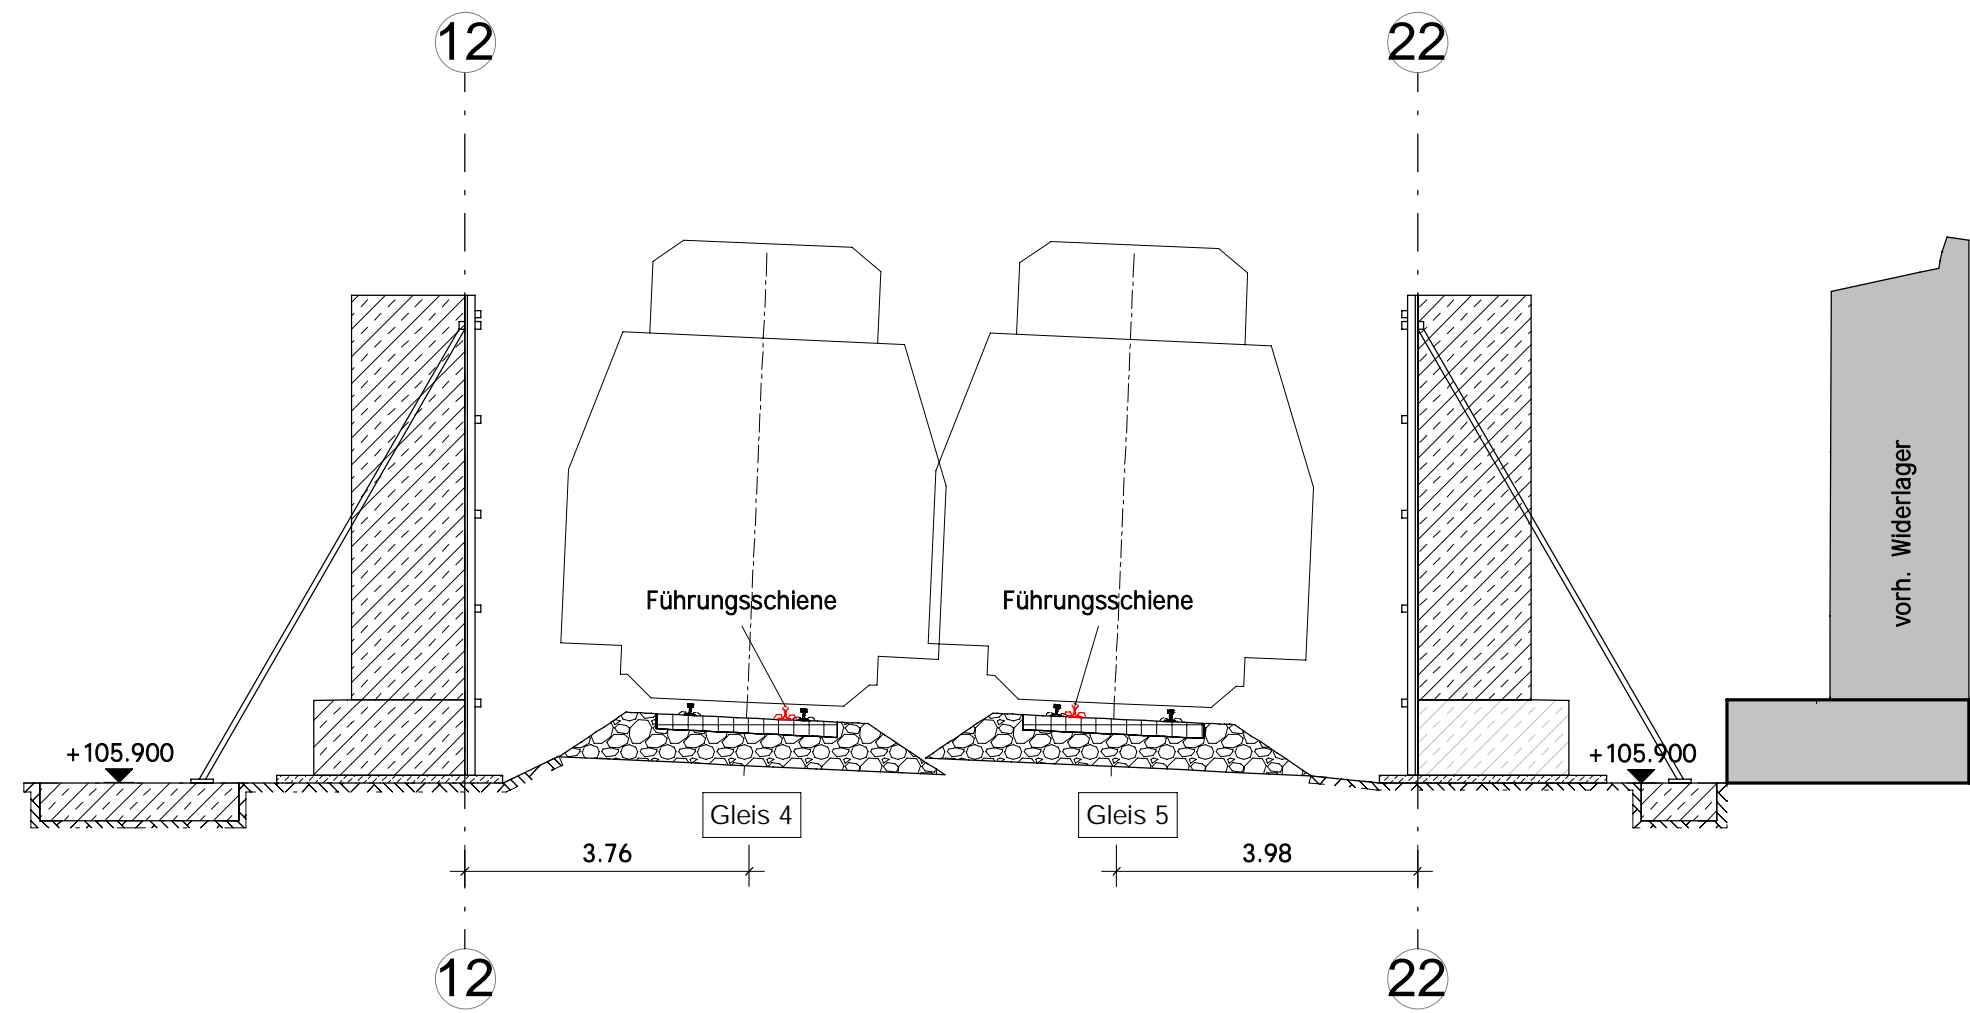 12
22
vorh. Widerlager
Führungsschiene
Führungsschiene
+105.900
+105.900
Gleis 4
Gleis 5
3.76
3.98
12
22